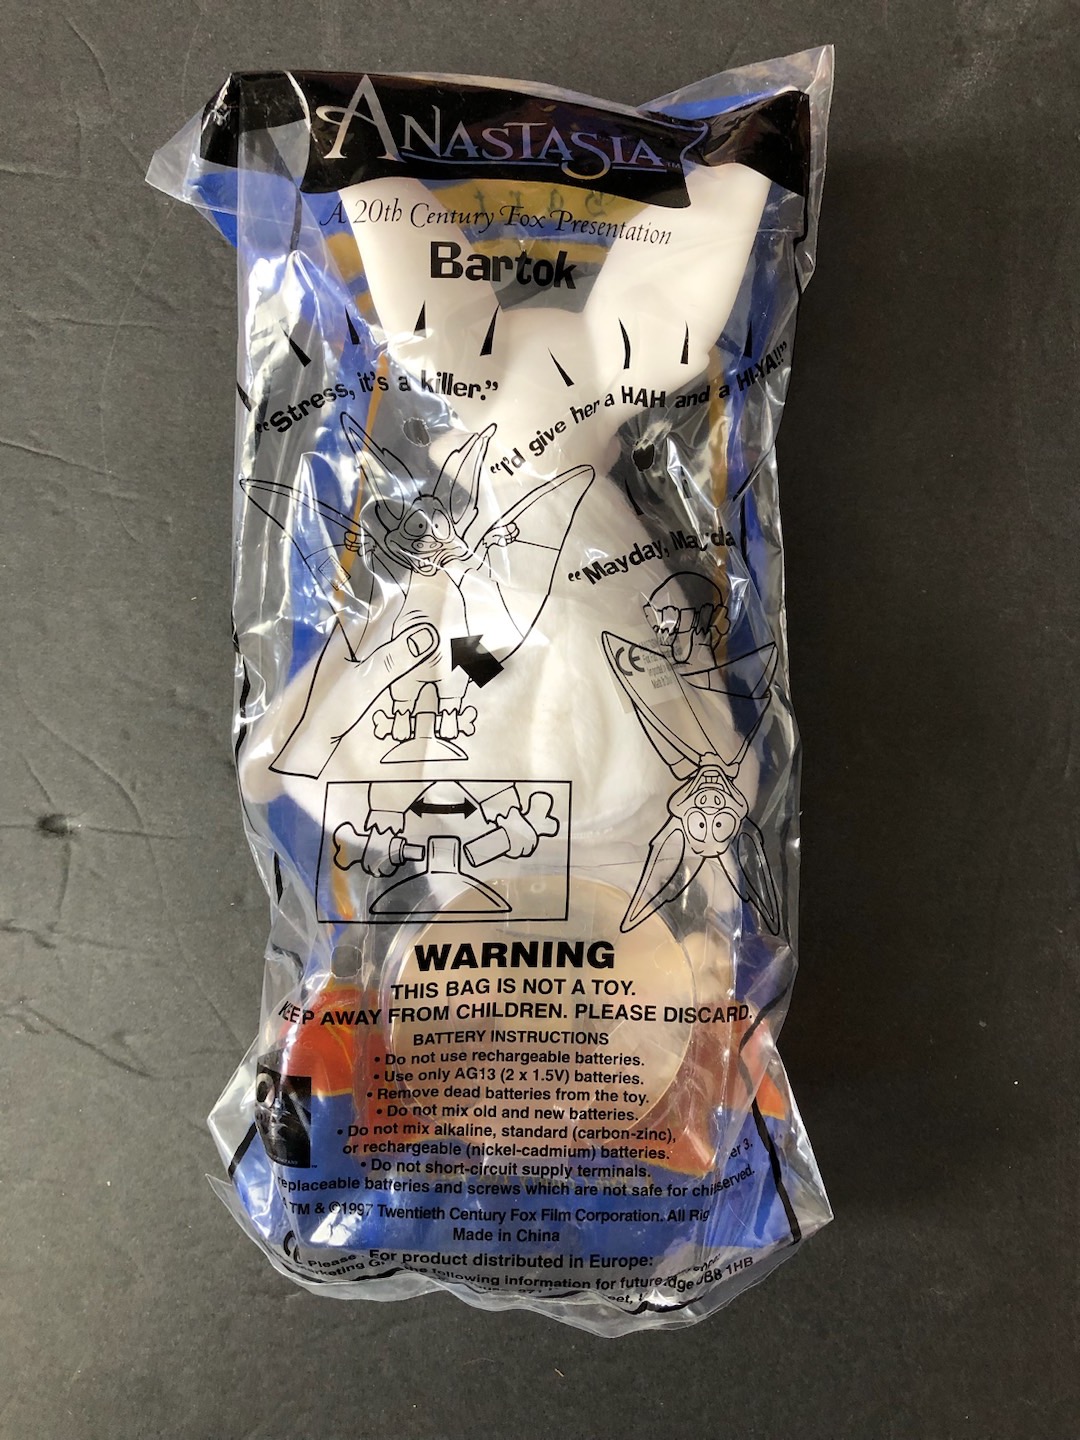 ANASTASIA
A 20th Century Fox Presentation
Bartok
"Stress, it's a killer."
"I'd give her a HAH and a HI-YA!!"
"Mayday,
CE
WARNING
THIS BAG IS NOT A TOY.
KEEP AWAY FROM CHILDREN. PLEASE DISCARD.
BATTERY INSTRUCTIONS
• Do not use rechargeable batteries.
• Use only AG13 (2 x 1.5V) batteries.
• Remove dead batteries from the toy.
• Do not mix old and new batteries.
• Do not mix alkaline, standard (carbon-zinc),
or rechargeable (nickel-cadmium) batteries.
• Do not short-circuit supply terminals.
batteries and screws which are not safe for
TM & ©1997 Twentieth Century Fox Film Corporation. All
Made in China
Please For product distributed in Europe:
following information for future
1HB